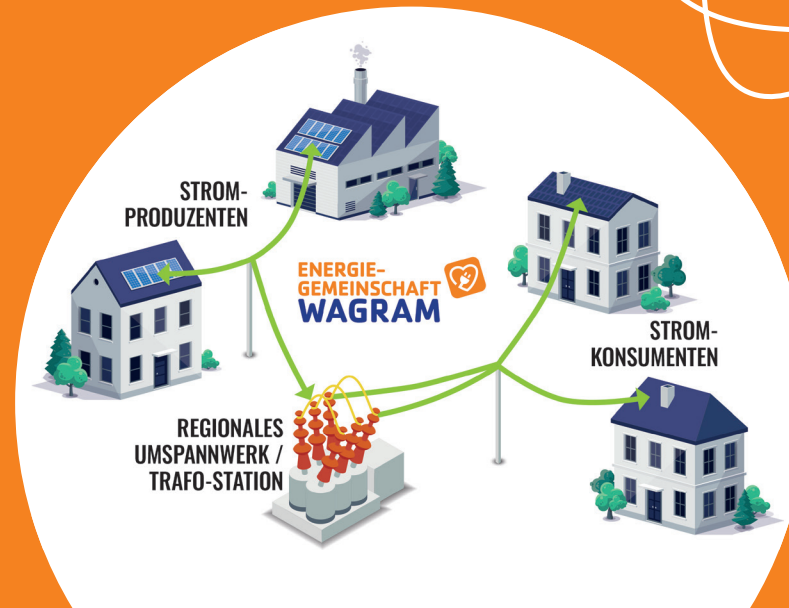 STROM-
PRODUZENTEN
ENERGIE-
GEMEINSCHAFT
WAGRAM
STROM-
KONSUMENTEN
REGIONALES
UMSPANNWERK /
TRAFO-STATION